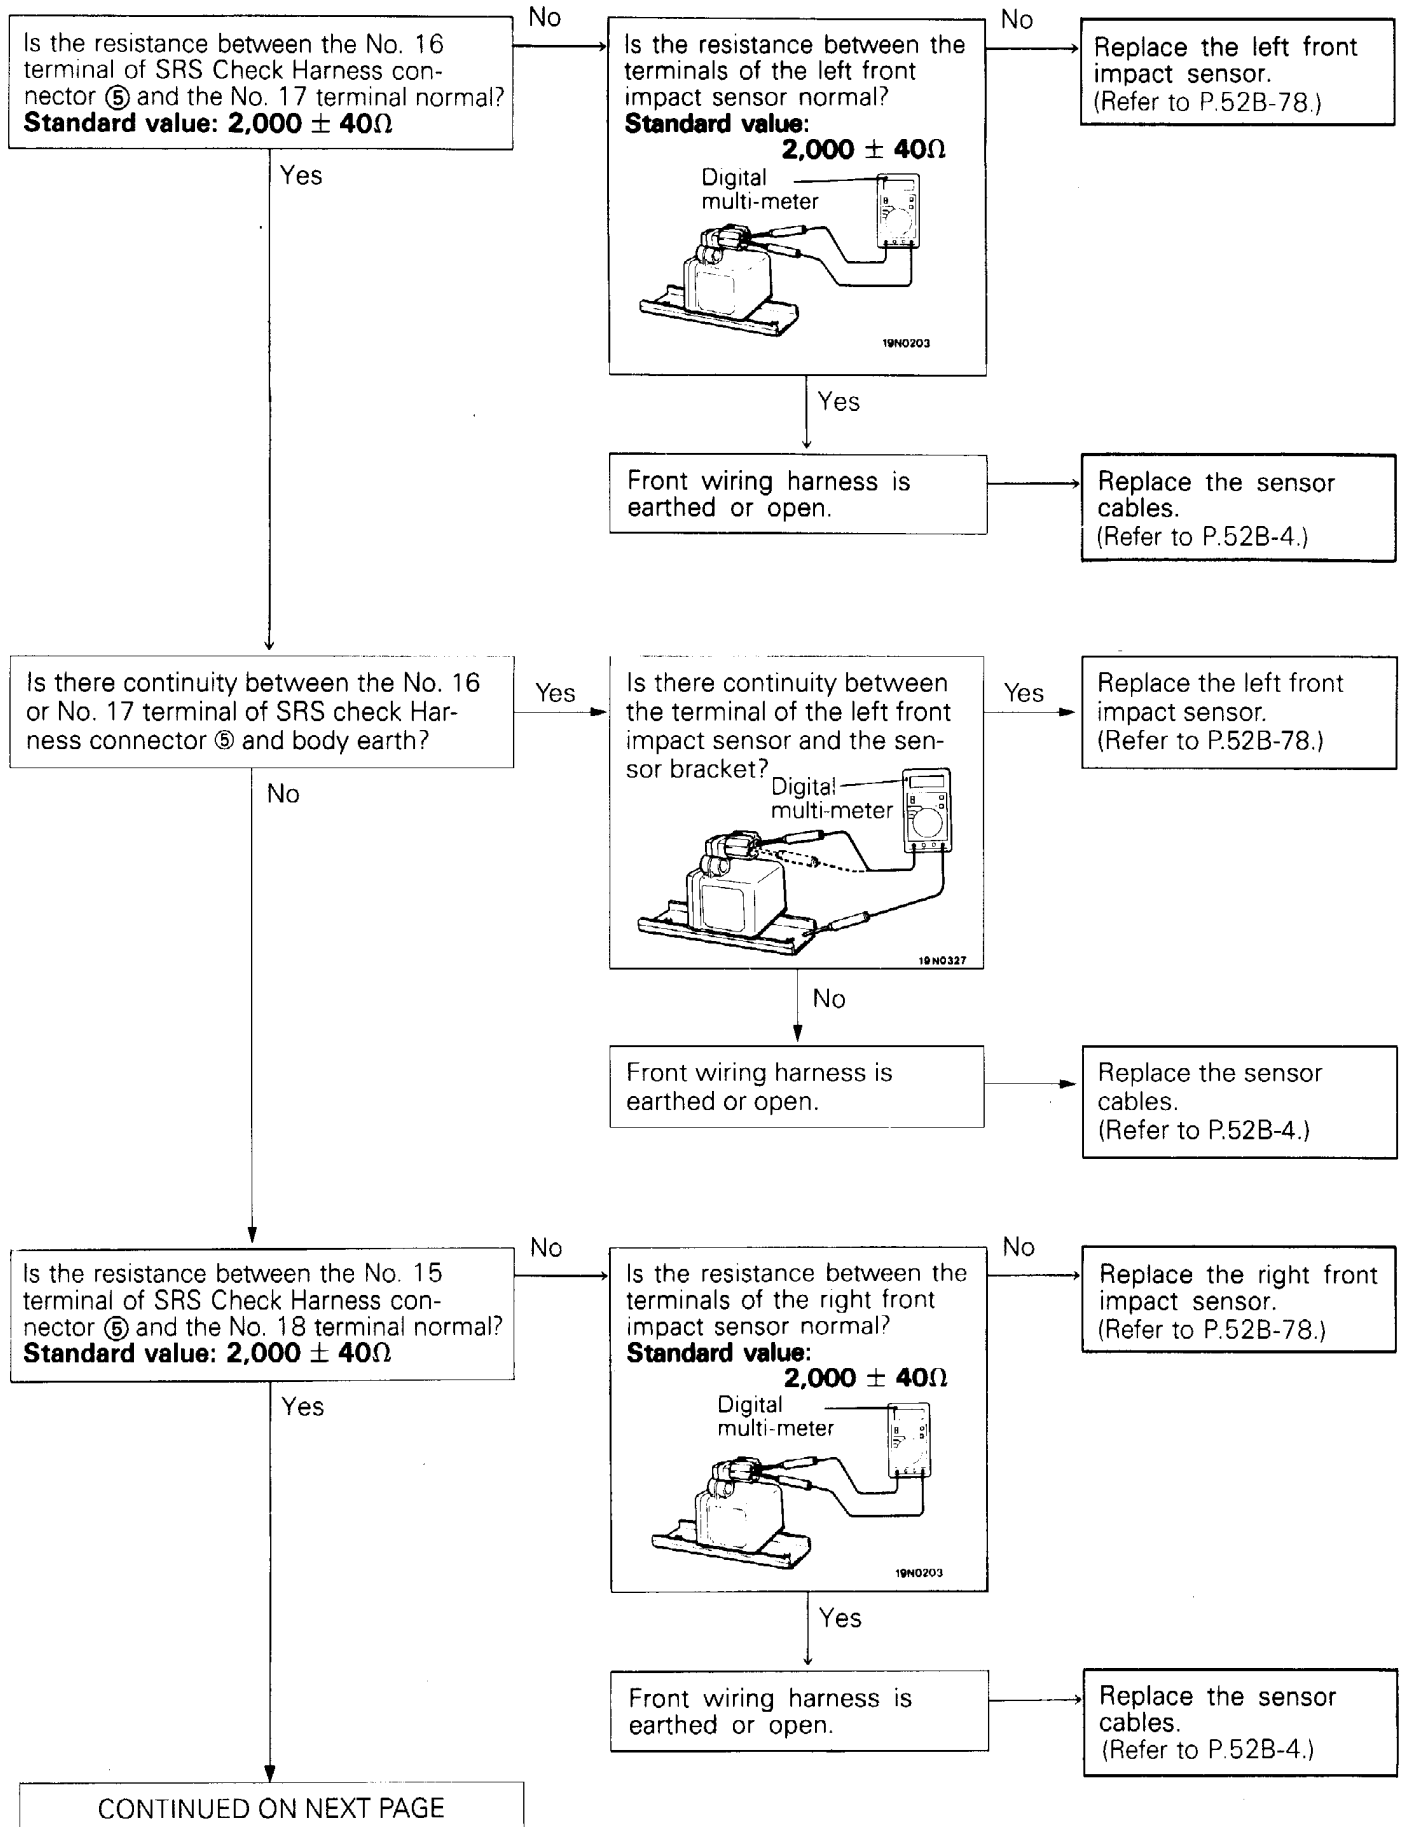 Is the resistance between the No. 16
terminal of SRS Check Harness con-
nector ⑤ and the No. 17 terminal normal?
Standard value: 2,000 ± 40Ω
No
Is the resistance between the
terminals of the left front
impact sensor normal?
Standard value:
2,000 ± 40Ω
Digital
multi-meter
19N0203
No
Replace the left front
impact sensor.
(Refer to P.52B-78.)
Yes
Yes
Front wiring harness is
earthed or open.
Replace the sensor
cables.
(Refer to P.52B-4.)
Is there continuity between the No. 16
or No. 17 terminal of SRS check Har-
ness connector ⑤ and body earth?
Yes
Is there continuity between
the terminal of the left front
impact sensor and the sen-
sor bracket?
Digital
multi-meter
19N0327
Yes
Replace the left front
impact sensor.
(Refer to P.52B-78.)
No
No
Front wiring harness is
earthed or open.
Replace the sensor
cables.
(Refer to P.52B-4.)
Is the resistance between the No. 15
terminal of SRS Check Harness con-
nector ⑤ and the No. 18 terminal normal?
Standard value: 2,000 ± 40Ω
No
Is the resistance between the
terminals of the right front
impact sensor normal?
Standard value:
2,000 ± 40Ω
Digital
multi-meter
19N0203
No
Replace the right front
impact sensor.
(Refer to P.52B-78.)
Yes
Yes
Front wiring harness is
earthed or open.
Replace the sensor
cables.
(Refer to P.52B-4.)
CONTINUED ON NEXT PAGE